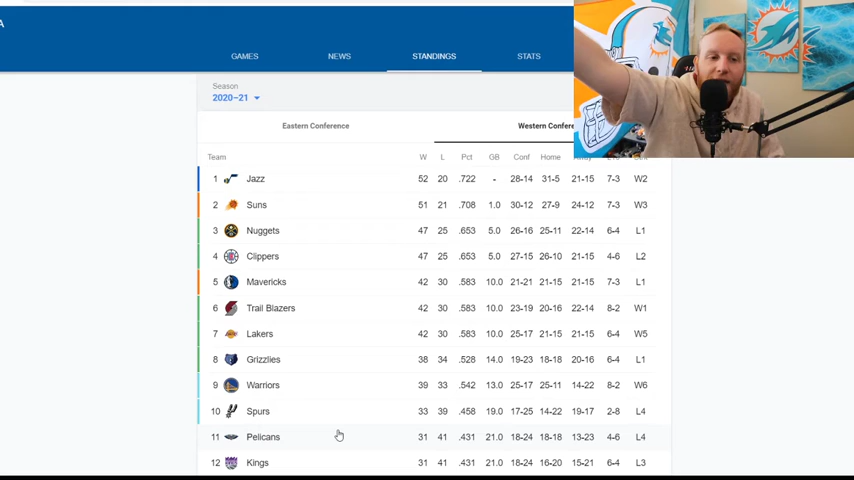 A
GAMES NEWS STANDINGS STATS
Season
2020–21
Eastern Conference Western Confere
Team W L Pct GB Conf Home
1 Jazz 52 20 .722 - 28-14 31-5 21-15 7-3 W2
2 Suns 51 21 .708 1.0 30-12 27-9 24-12 7-3 W3
3 Nuggets 47 25 .653 5.0 26-16 25-11 22-14 6-4 L1
4 Clippers 47 25 .653 5.0 27-15 26-10 21-15 4-6 L2
5 Mavericks 42 30 .583 10.0 21-21 21-15 21-15 7-3 L1
6 Trail Blazers 42 30 .583 10.0 23-19 20-16 22-14 8-2 W1
7 Lakers 42 30 .583 10.0 25-17 21-15 21-15 6-4 W5
8 Grizzlies 38 34 .528 14.0 19-23 18-18 20-16 6-4 L1
9 Warriors 39 33 .542 13.0 25-17 25-11 14-22 8-2 W6
10 Spurs 33 39 .458 19.0 17-25 14-22 19-17 2-8 L4
11 Pelicans 31 41 .431 21.0 18-24 18-18 13-23 4-6 L4
12 Kings 31 41 .431 21.0 18-24 16-20 15-21 6-4 L3